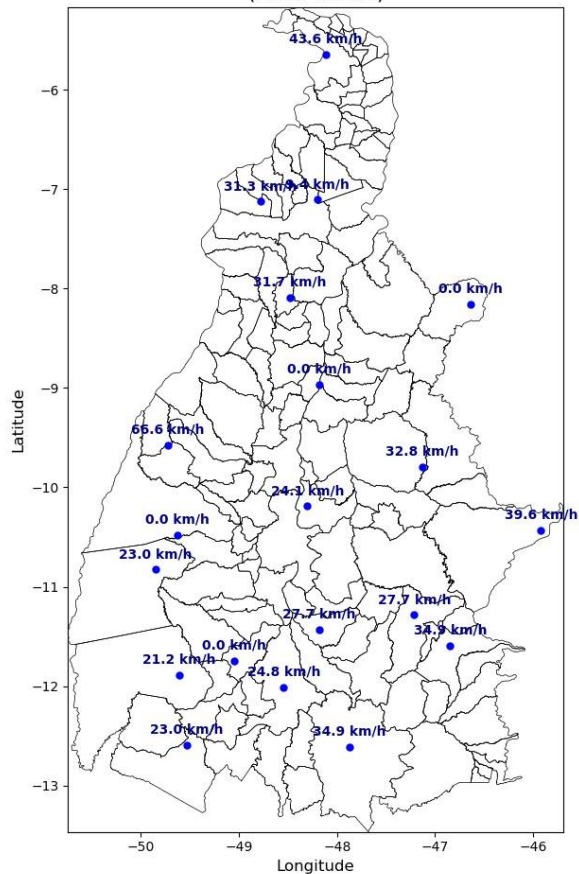 43.6 km/h
−6
31.3 km/h
−7
31.7 km/h
0.0 km/h
−8
0.0 km/h
−9
66.6 km/h
32.8 km/h
Latitude
24.1 km/h
−10
0.0 km/h
39.6 km/h
23.0 km/h
−11
27.7 km/h
27.7 km/h
34.9 km/h
0.0 km/h
21.2 km/h
24.8 km/h
−12
23.0 km/h
34.9 km/h
−13
−50
−49
−48
−47
−46
Longitude